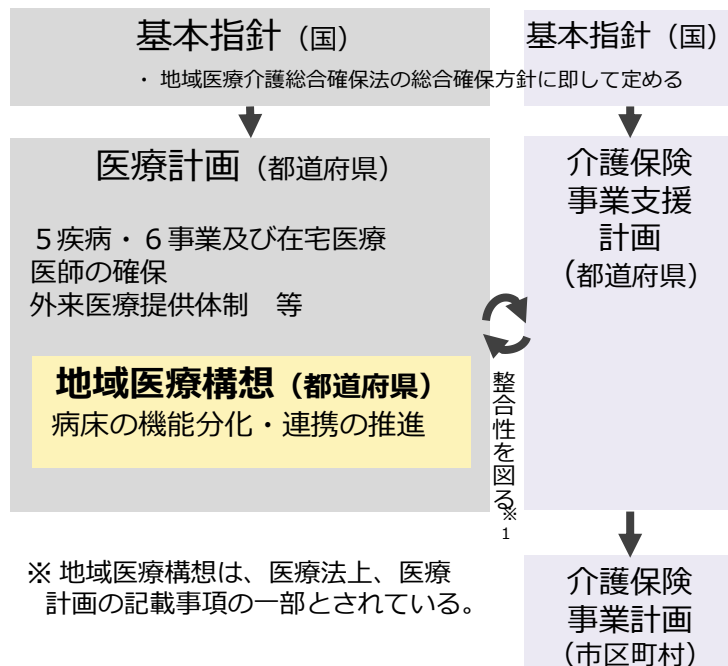 基本指針（国）
・ 地域医療介護総合確保法の総合確保方針に即して定める
医療計画（都道府県）
５疾病・６事業及び在宅医療
医師の確保
外来医療提供体制　等
地域医療構想（都道府県）
病床の機能分化・連携の推進
※ 地域医療構想は、医療法上、医療
計画の記載事項の一部とされている。
整合性を図る※1
基本指針（国）
介護保険
事業支援
計画
（都道府県）
介護保険
事業計画
（市区町村）